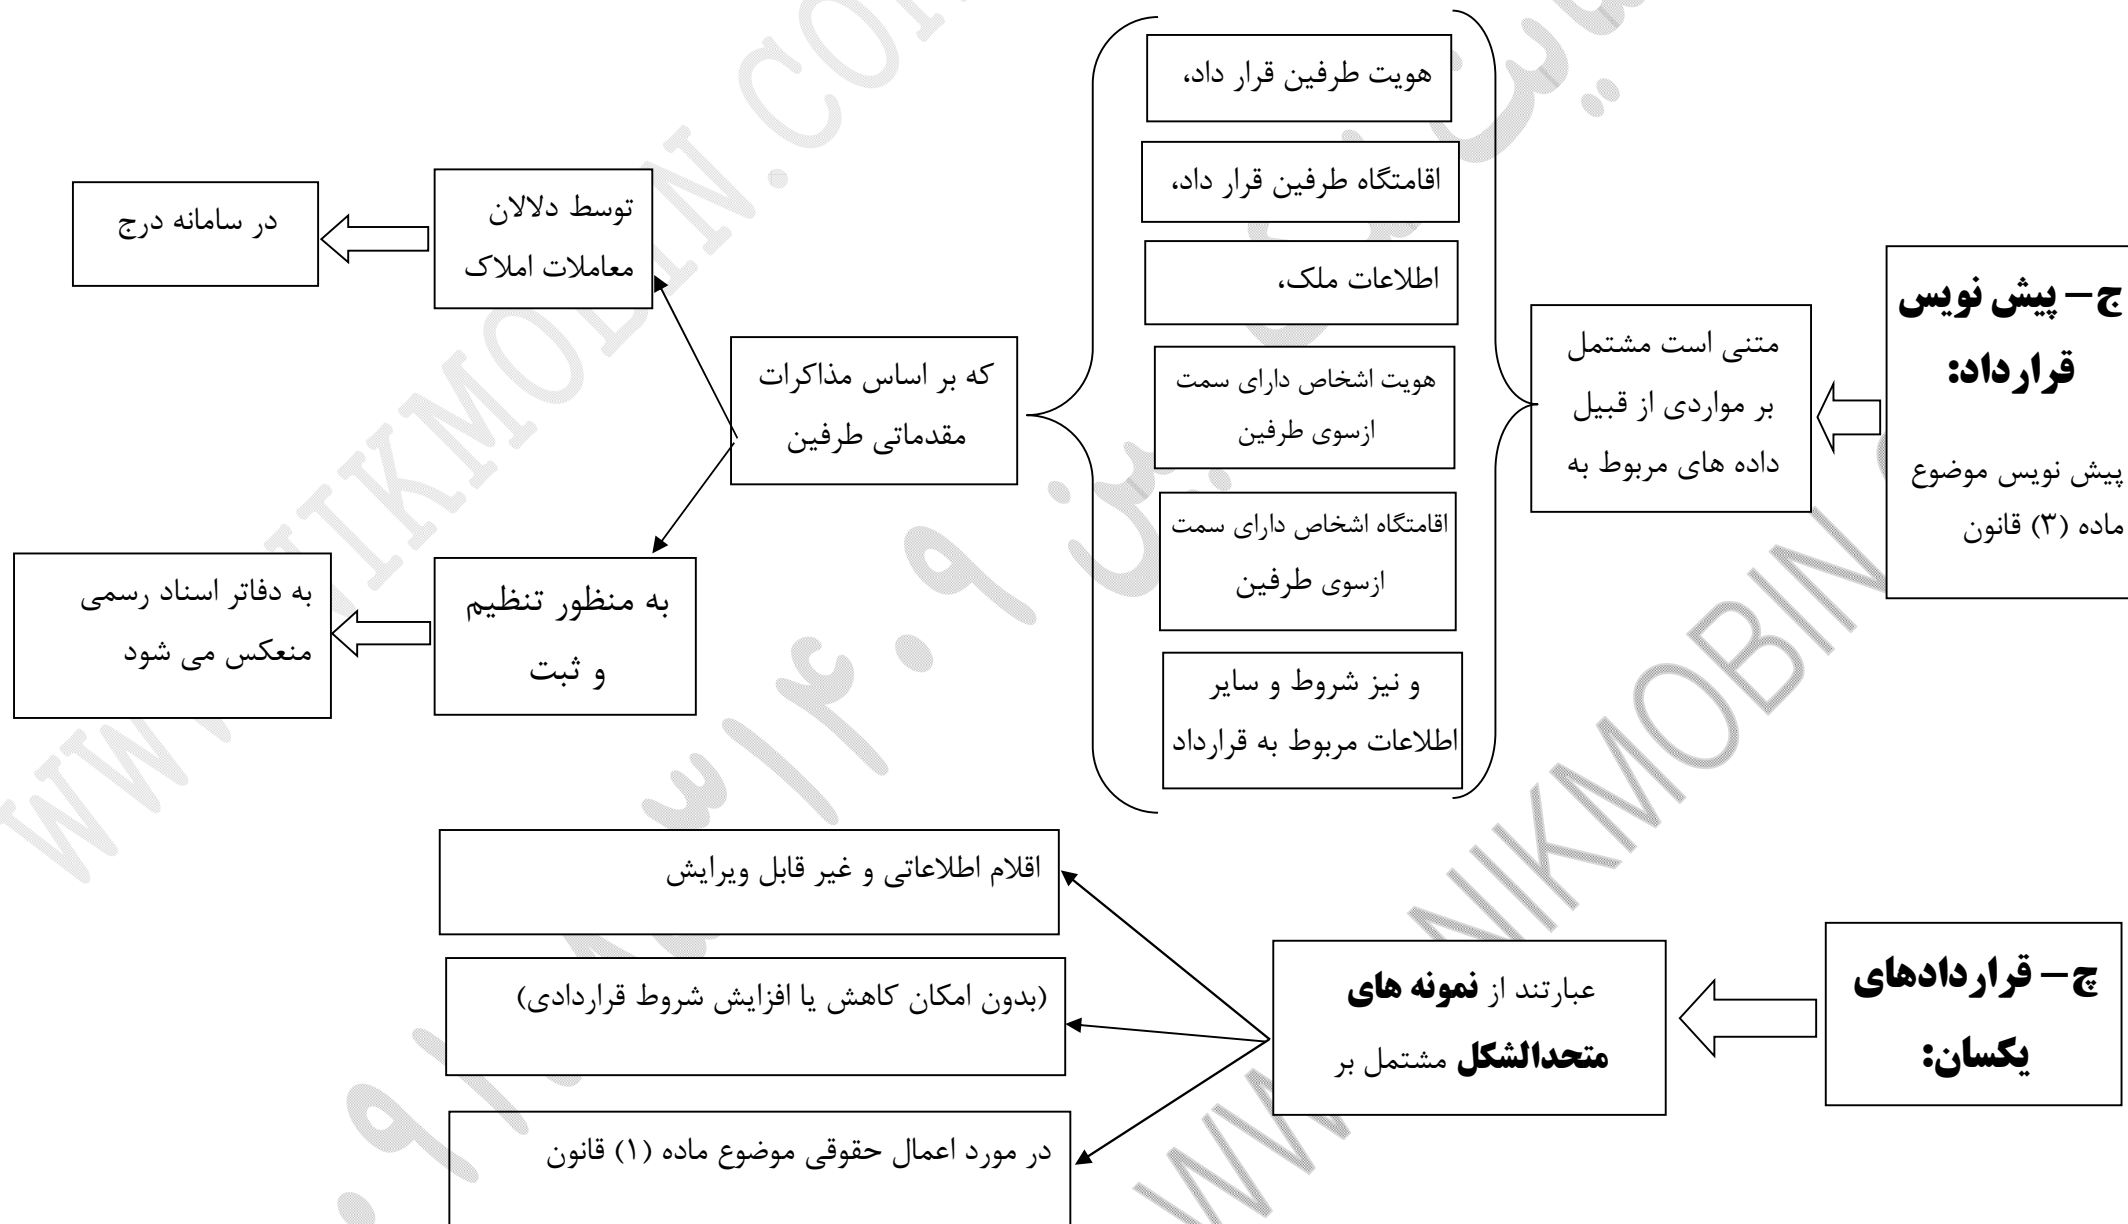 ج– پیش نویس
قرارداد:
پیش نویس موضوع
ماده (۳) قانون
متنی است مشتمل
بر مواردی از قبیل
داده های مربوط به
هویت طرفین قرار داد،
اقامتگاه طرفین قرار داد،
اطلاعات ملک،
هویت اشخاص دارای سمت
ازسوی طرفین
اقامتگاه اشخاص دارای سمت
ازسوی طرفین
و نیز شروط و سایر
اطلاعات مربوط به قرارداد
که بر اساس مذاکرات
مقدماتی طرفین
توسط دلالان
معاملات املاک
در سامانه درج
به منظور تنظیم
و ثبت
به دفاتر اسناد رسمی
منعکس می شود
چ– قراردادهای
یکسان:
عبارتند از نمونه های
متحدالشکل مشتمل بر
اقلام اطلاعاتی و غیر قابل ویرایش
(بدون امکان کاهش یا افزایش شروط قراردادی)
در مورد اعمال حقوقی موضوع ماده (۱) قانون
WWW.NIKMOBIN.COM